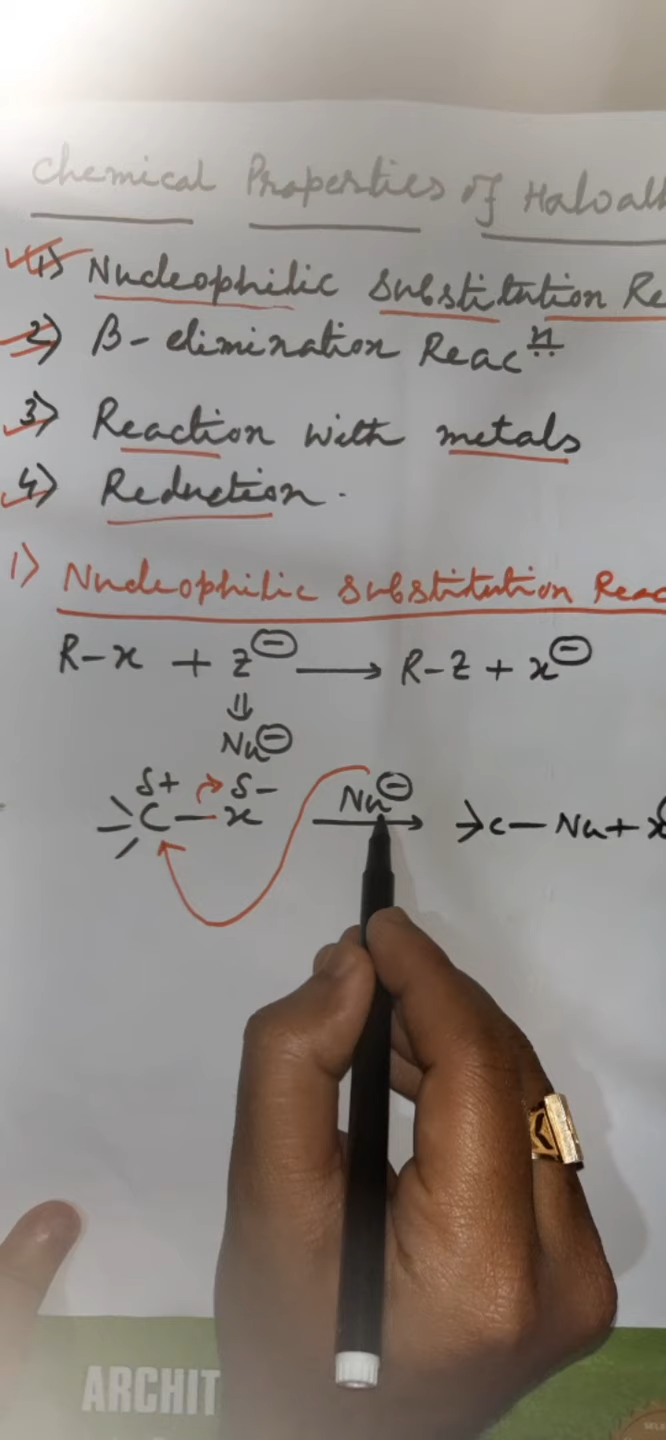 Chemical Properties of Haloalk
1) Nucleophilic substitution Re
2) β- elimination Reacⁿ
3) Reaction with metals
4) Reduction.
1) Nucleophilic substitution Reac
R-x + z⊖ ⟶ R-z + x⊖
⇓
Nu⊖
δ+ δ-
C - x Nu⊖ ⟶ C - Nu + x
ARCHIT